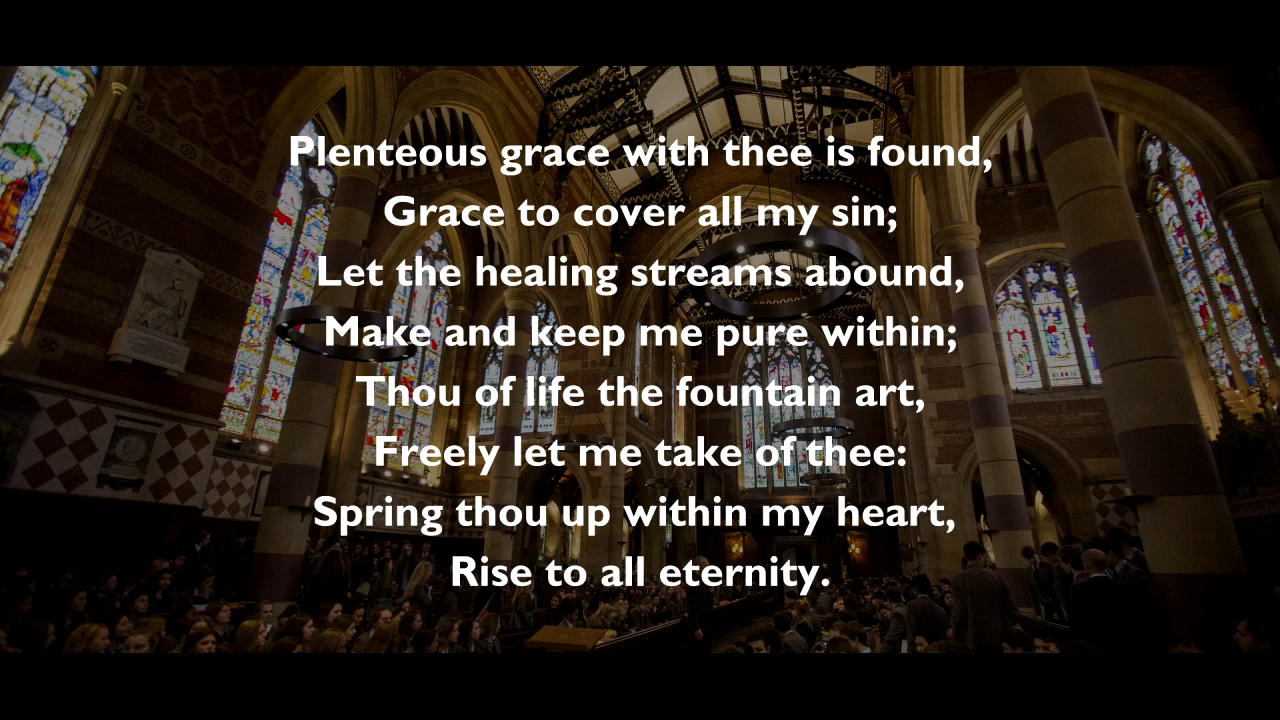 Plenteous grace with thee is found,
Grace to cover all my sin;
Let the healing streams abound,
Make and keep me pure within;
Thou of life the fountain art,
Freely let me take of thee:
Spring thou up within my heart,
Rise to all eternity.